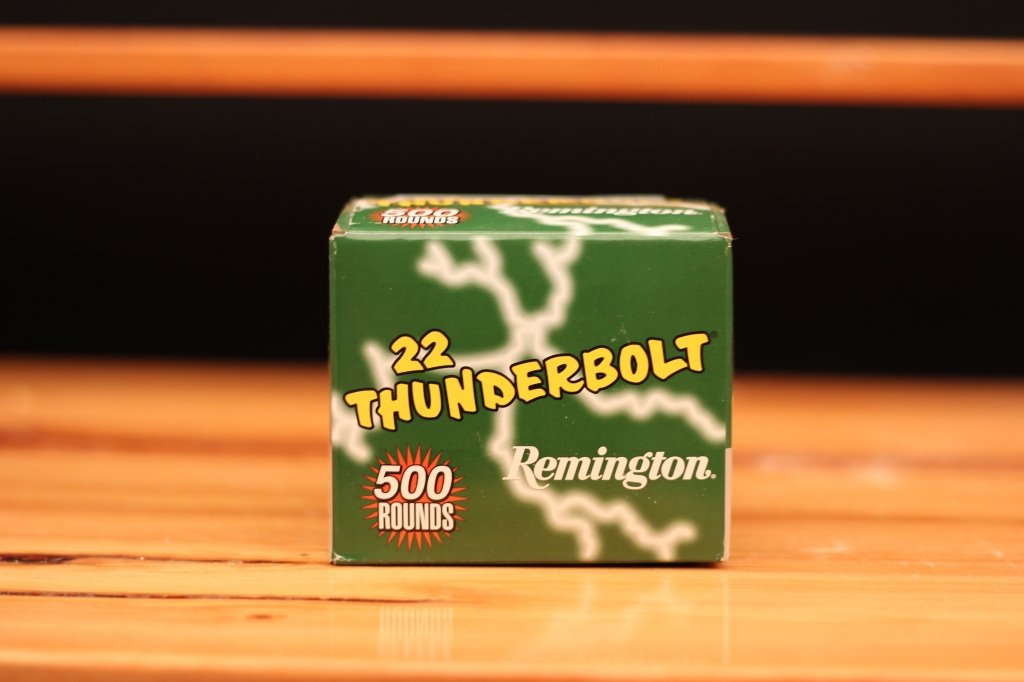 500
ROUNDS
Remington.
22
THUNDERBOLT
500
ROUNDS
Remington.